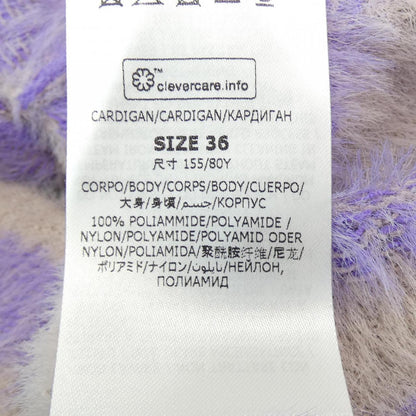 ™
clevercare.info
CARDIGAN/CARDIGAN/КАРДИГАН
SIZE 36
尺寸 155/80Y
CORPO/BODY/CORPS/BODY/CUERPO/
大身/身頃/جسم/КОРПУС
100% POLIAMMIDE/POLYAMIDE /
NYLON/POLYAMIDE/POLYAMID ODER
NYLON/POLIAMIDA/聚酰胺纤维/尼龙/
ポリアミド/ナイロン/نايلون/НЕЙЛОН,
ПОЛИАМИД